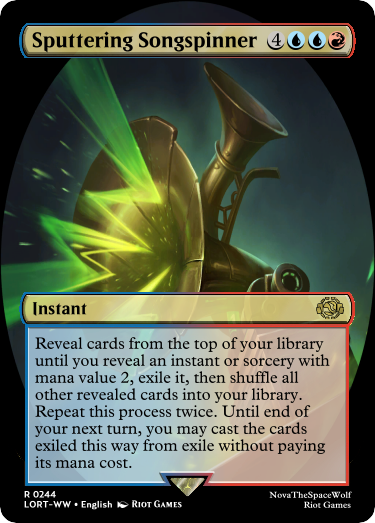 Sputtering Songspinner 4
Instant
Reveal cards from the top of your library
until you reveal an instant or sorcery with
mana value 2, exile it, then shuffle all
other revealed cards into your library.
Repeat this process twice. Until end of
your next turn, you may cast the cards
exiled this way from exile without paying
its mana cost.
R 0244
LORT-WW • English RIOT GAMES
NovaTheSpaceWolf
Riot Games